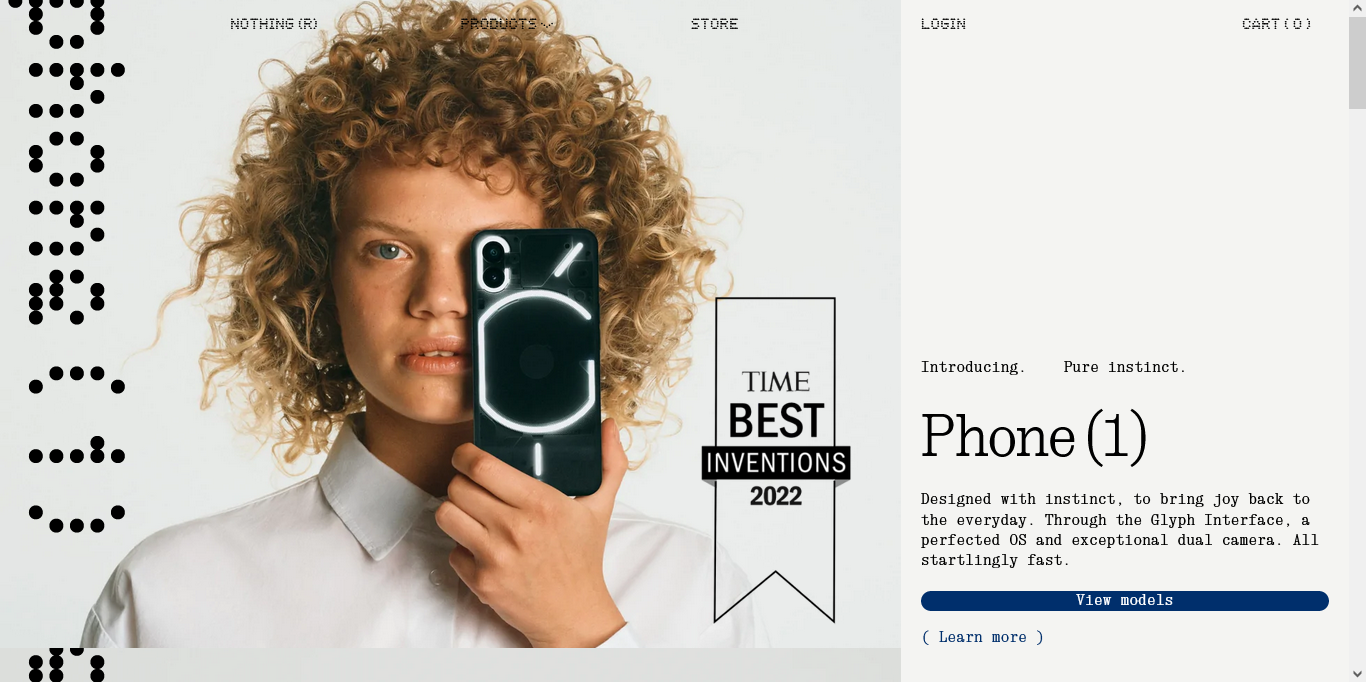 NOTHING (R)
PRODUCTS
STORE
LOGIN
CART ( 0 )
phone (1)
TIME
BEST
INVENTIONS
2022
Introducing. Pure instinct.
Phone (1)
Designed with instinct, to bring joy back to
the everyday. Through the Glyph Interface, a
perfected OS and exceptional dual camera. All
startlingly fast.
View models
( Learn more )